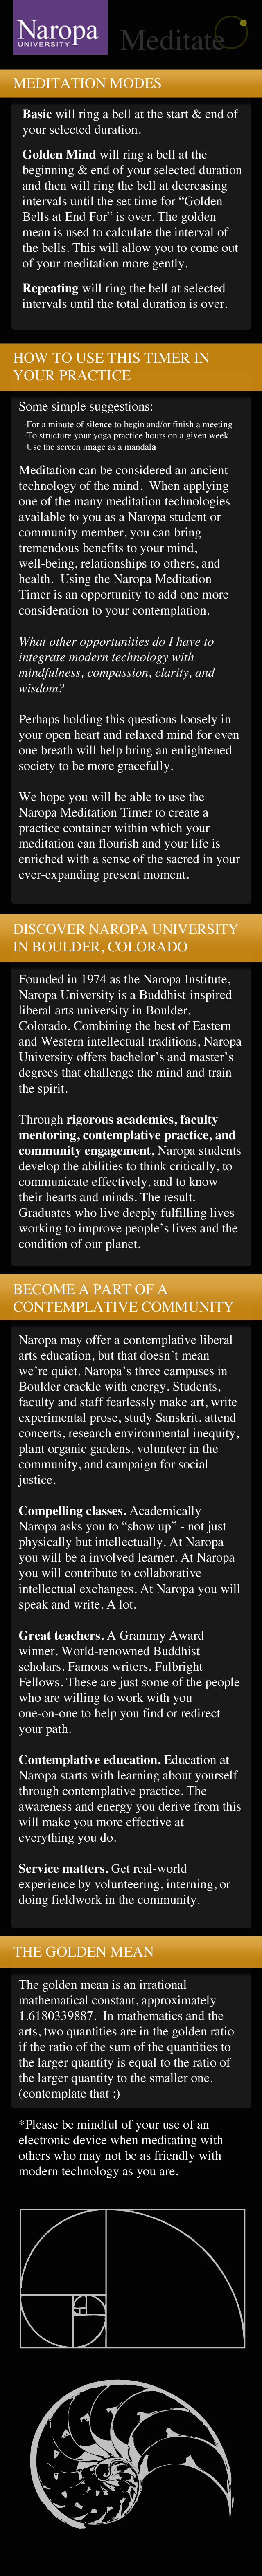 Naropa
UNIVERSITY
Meditate
MEDITATION MODES
Basic will ring a bell at the start & end of
your selected duration.
Golden Mind will ring a bell at the
beginning & end of your selected duration
and then will ring the bell at decreasing
intervals until the set time for “Golden
Bells at End For” is over. The golden
mean is used to calculate the interval of
the bells. This will allow you to come out
of your meditation more gently.
Repeating will ring the bell at selected
intervals until the total duration is over.
HOW TO USE THIS TIMER IN
YOUR PRACTICE
Some simple suggestions:
·For a minute of silence to begin and/or finish a meeting
·To structure your yoga practice hours on a given week
·Use the screen image as a mandala
Meditation can be considered an ancient
technology of the mind. When applying
one of the many meditation technologies
available to you as a Naropa student or
community member, you can bring
tremendous benefits to your mind,
well-being, relationships to others, and
health. Using the Naropa Meditation
Timer is an opportunity to add one more
consideration to your contemplation.
What other opportunities do I have to
integrate modern technology with
mindfulness, compassion, clarity, and
wisdom?
Perhaps holding this questions loosely in
your open heart and relaxed mind for even
one breath will help bring an enlightened
society to be more gracefully.
We hope you will be able to use the
Naropa Meditation Timer to create a
practice container within which your
meditation can flourish and your life is
enriched with a sense of the sacred in your
ever-expanding present moment.
DISCOVER NAROPA UNIVERSITY
IN BOULDER, COLORADO
Founded in 1974 as the Naropa Institute,
Naropa University is a Buddhist-inspired
liberal arts university in Boulder,
Colorado. Combining the best of Eastern
and Western intellectual traditions, Naropa
University offers bachelor’s and master’s
degrees that challenge the mind and train
the spirit.
Through rigorous academics, faculty
mentoring, contemplative practice, and
community engagement, Naropa students
develop the abilities to think critically, to
communicate effectively, and to know
their hearts and minds. The result:
Graduates who live deeply fulfilling lives
working to improve people’s lives and the
condition of our planet.
BECOME A PART OF A
CONTEMPLATIVE COMMUNITY
Naropa may offer a contemplative liberal
arts education, but that doesn’t mean
we’re quiet. Naropa’s three campuses in
Boulder crackle with energy. Students,
faculty and staff fearlessly make art, write
experimental prose, study Sanskrit, attend
concerts, research environmental inequity,
plant organic gardens, volunteer in the
community, and campaign for social
justice.
Compelling classes. Academically
Naropa asks you to “show up” - not just
physically but intellectually. At Naropa
you will be a involved learner. At Naropa
you will contribute to collaborative
intellectual exchanges. At Naropa you will
speak and write. A lot.
Great teachers. A Grammy Award
winner. World-renowned Buddhist
scholars. Famous writers. Fulbright
Fellows. These are just some of the people
who are willing to work with you
one-on-one to help you find or redirect
your path.
Contemplative education. Education at
Naropa starts with learning about yourself
through contemplative practice. The
awareness and energy you derive from this
will make you more effective at
everything you do.
Service matters. Get real-world
experience by volunteering, interning, or
doing fieldwork in the community.
THE GOLDEN MEAN
The golden mean is an irrational
mathematical constant, approximately
1.6180339887. In mathematics and the
arts, two quantities are in the golden ratio
if the ratio of the sum of the quantities to
the larger quantity is equal to the ratio of
the larger quantity to the smaller one.
(contemplate that ;)
*Please be mindful of your use of an
electronic device when meditating with
others who may not be as friendly with
modern technology as you are.